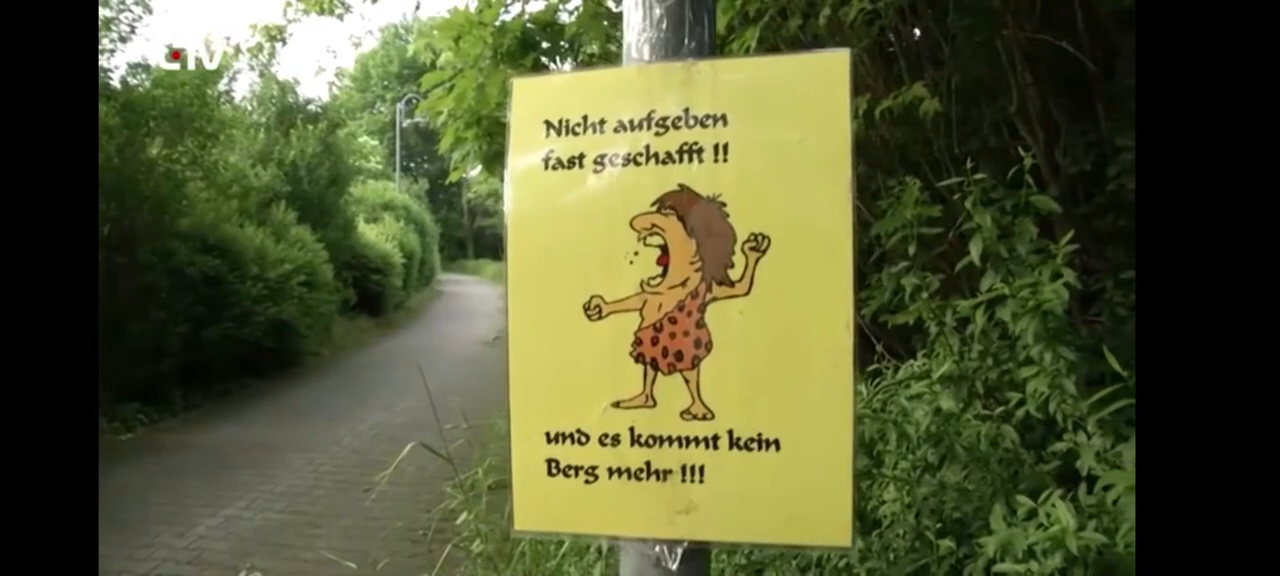 Nicht aufgeben
fast geschafft !!
und es kommt kein
Berg mehr !!!